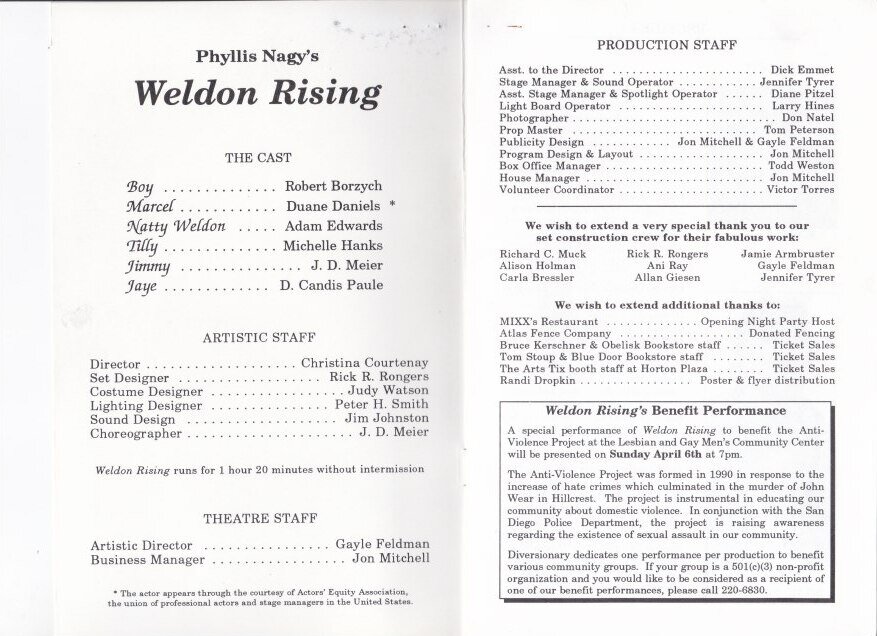 Phyllis Nagy's
Weldon Rising
THE CAST
Boy . . . . . . . . . . . . . . Robert Borzych
Marcel . . . . . . . . . . . . Duane Daniels *
Natty Weldon . . . . . Adam Edwards
Tilly . . . . . . . . . . . . . Michelle Hanks
Jimmy . . . . . . . . . . . . . . . J. D. Meier
Jaye . . . . . . . . . . . . . D. Candis Paule
ARTISTIC STAFF
Director . . . . . . . . . . . . . . . . . . Christina Courtenay
Set Designer . . . . . . . . . . . . . . . . . Rick R. Rongers
Costume Designer . . . . . . . . . . . . . . . . Judy Watson
Lighting Designer . . . . . . . . . . . . . . Peter H. Smith
Sound Design . . . . . . . . . . . . . . . . . . Jim Johnston
Choreographer . . . . . . . . . . . . . . . . . . . . J. D. Meier
Weldon Rising runs for 1 hour 20 minutes without intermission
THEATRE STAFF
Artistic Director . . . . . . . . . . . . . . . . Gayle Feldman
Business Manager . . . . . . . . . . . . . . . . . Jon Mitchell
* The actor appears through the courtesy of Actors' Equity Association,
the union of professional actors and stage managers in the United States.
PRODUCTION STAFF
Asst. to the Director . . . . . . . . . . . . . . . . . . . . . . Dick Emmet
Stage Manager & Sound Operator . . . . . . . . . . . . Jennifer Tyrer
Asst. Stage Manager & Spotlight Operator . . . . . . Diane Pitzel
Light Board Operator . . . . . . . . . . . . . . . . . . . . . Larry Hines
Photographer . . . . . . . . . . . . . . . . . . . . . . . . . . . . . . Don Natel
Prop Master . . . . . . . . . . . . . . . . . . . . . . . . . . . Tom Peterson
Publicity Design . . . . . . . . . . . . Jon Mitchell & Gayle Feldman
Program Design & Layout . . . . . . . . . . . . . . . . . . Jon Mitchell
Box Office Manager . . . . . . . . . . . . . . . . . . . . . . . Todd Weston
House Manager . . . . . . . . . . . . . . . . . . . . . . . . . . . Jon Mitchell
Volunteer Coordinator . . . . . . . . . . . . . . . . . . . . . Victor Torres
We wish to extend a very special thank you to our
set construction crew for their fabulous work:
Richard C. Muck Rick R. Rongers Jamie Armbruster
Alison Holman Ani Ray Gayle Feldman
Carla Bressler Allan Giesen Jennifer Tyrer
We wish to extend additional thanks to:
MIXX's Restaurant . . . . . . . . . . . . . Opening Night Party Host
Atlas Fence Company . . . . . . . . . . . . . . . . . . Donated Fencing
Bruce Kerschner & Obelisk Bookstore staff . . . . . . Ticket Sales
Tom Stoup & Blue Door Bookstore staff . . . . . . . . Ticket Sales
The Arts Tix booth staff at Horton Plaza . . . . . . . . Ticket Sales
Randi Dropkin . . . . . . . . . . . . . . . . Poster & flyer distribution
Weldon Rising's Benefit Performance
A special performance of Weldon Rising to benefit the Anti-
Violence Project at the Lesbian and Gay Men's Community Center
will be presented on Sunday April 6th at 7pm.
The Anti-Violence Project was formed in 1990 in response to the
increase of hate crimes which culminated in the murder of John
Wear in Hillcrest. The project is instrumental in educating our
community about domestic violence. In conjunction with the San
Diego Police Department, the project is raising awareness
regarding the existence of sexual assault in our community.
Diversionary dedicates one performance per production to benefit
various community groups. If your group is a 501(c)(3) non-profit
organization and you would like to be considered as a recipient of
one of our benefit performances, please call 220-6830.